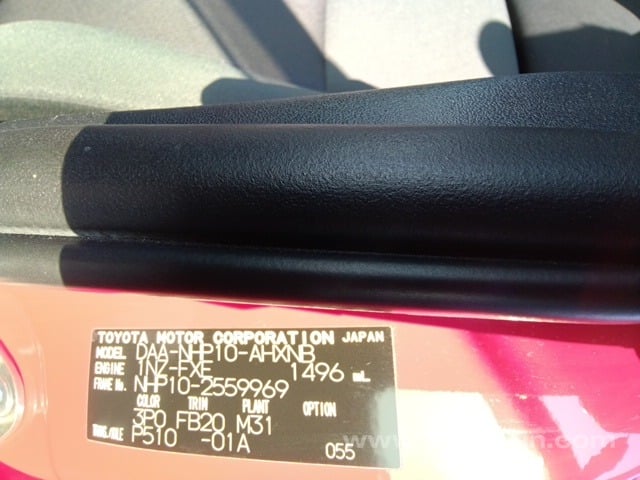 TOYOTA MOTOR CORPORATION JAPAN
MODEL DAA-NHP10-AHXNB
ENGINE 1NZ-FXE 1496 mL
FRAME No. NHP10-2559969
COLOR TRIM PLANT OPTION
3P0 FB20 M31
TRANS./AXLE P510 -01A
055